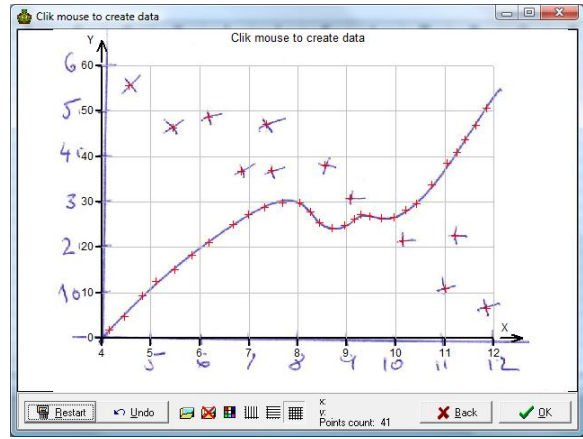 Clik mouse to create data
Clik mouse to create data
Y
6 60
5 50
40 40
3 30
2 20
10 10
0
X
4 5 6 7 8 9 10 11 12
5 6 7 8 9 10 11 12
Restart Undo x:
y:
Points count: 41 Back OK